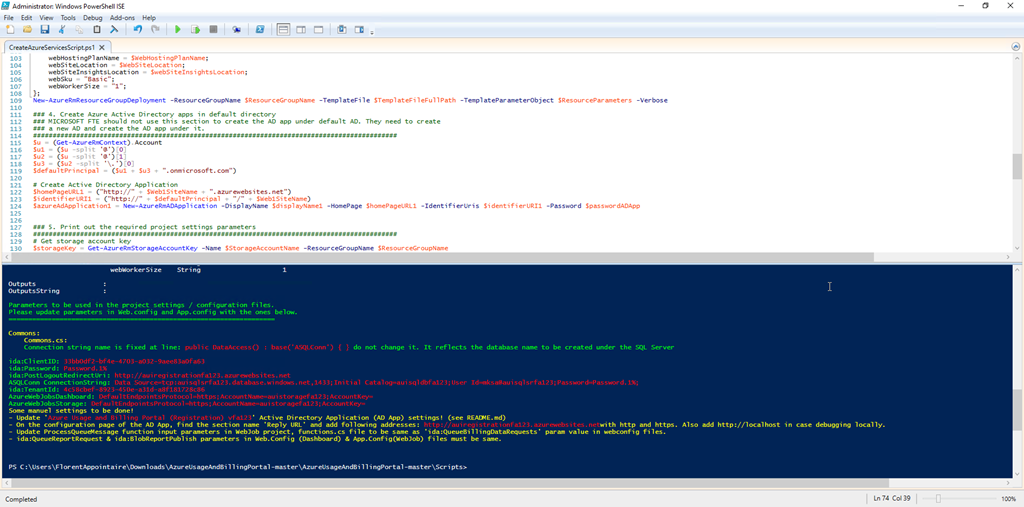 Administrator: Windows PowerShell ISE
File Edit View Tools Debug Add-ons Help
CreateAzureServicesScript.ps1
103 webHostingPlanName = $WebHostingPlanName;
104 webSiteLocation = $WebSiteLocation;
105 webSiteInsightsLocation = $webSiteInsightsLocation;
106 webSku = "Basic";
107 webWorkerSize = "1";
108 };
109 New-AzureRmResourceGroupDeployment -ResourceGroupName $ResourceGroupName -TemplateFile $TemplateFileFullPath -TemplateParameterObject $ResourceParameters -Verbose
110
111 ### 4. Create Azure Active Directory apps in default directory
112 ### MICROSOFT FTE should not use this section to create the AD app under default AD. They need to create
113 ### a new AD and create the AD app under it.
114
115 $u = (Get-AzureRmContext).Account
116 $u1 = ($u -split '@')[0]
117 $u2 = ($u -split '@')[1]
118 $u3 = ($u2 -split '\.')[0]
119 $defaultPrincipal = ($u1 + $u3 + ".onmicrosoft.com")
120
121 # Create Active Directory Application
122 $homePageURL1 = ("http://" + $Web1SiteName + ".azurewebsites.net")
123 $identifierURI1 = ("http://" + $defaultPrincipal + "/" + $Web1SiteName)
124 $azureAdApplication1 = New-AzureRmADApplication -DisplayName $displayName1 -HomePage $homePageURL1 -IdentifierUris $identifierURI1 -Password $passwordADApp
125
126
127 ### 5. Print out the required project settings parameters
128
129 # Get storage account key
130 $storageKey = Get-AzureRmStorageAccountKey -Name $StorageAccountName -ResourceGroupName $ResourceGroupName
webWorkerSize String 1
Outputs :
OutputsString :
Parameters to be used in the project settings / configuration files.
Please update parameters in Web.config and App.config with the ones below.
Commons:
Commons.cs:
Connection string name is fixed at line: public DataAccess() : base("ASQLConn") { } do not change it. It reflects the database name to be created under the SQL Server
ida:ClientID:
ida:Password: Password.1%
ida:PostLogoutRedirectUri: http://auiregistrationfa123.azurewebsites.net
ASQLConn ConnectionString: Data Source=tcp:auisqlsrfa123.database.windows.net,1433;Initial Catalog=auisqldbfa123;User Id=mksa@auisqlsrfa123;Password=Password.1%;
ida:TenantId:
AzureWebJobsDashboard: DefaultEndpointsProtocol=https;AccountName=auistoragefa123;AccountKey=
AzureWebJobsStorage: DefaultEndpointsProtocol=https;AccountName=auistoragefa123;AccountKey=
Some manuel settings to be done!
- Update 'Azure Usage and Billing Portal (Registration) vfa123' Active Directory Application (AD App) settings! (see README.md)
- On the configuration page of the AD App, find the section name 'Reply URL' and add following addresses: http://auiregistrationfa123.azurewebsites.netwith http and https. Also add http://localhost in case debugging locally.
- Update ProcessQueueMessage function input parameters in WebJob project, functions.cs file to be same as 'ida:QueueBillingDataRequests' param value in webconfig files.
- ida:QueueReportRequest & ida:BlobReportPublish parameters in Web.Config (Dashboard) & App.Config(WebJob) files must be same.
PS C:\Users\FlorentAppointaire\Downloads\AzureUsageAndBillingPortal-master\AzureUsageAndBillingPortal-master\Scripts>
Completed
Ln 74 Col 39
100%